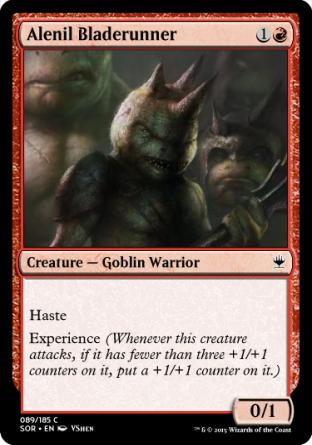 Alenil Bladerunner 1
Creature — Goblin Warrior
Haste
Experience (Whenever this creature
attacks, if it has fewer than three +1/+1
counters on it, put a +1/+1 counter on it.)
0/1
089/185 C
SOR • EN VShen
™ & © 2015 Wizards of the Coast